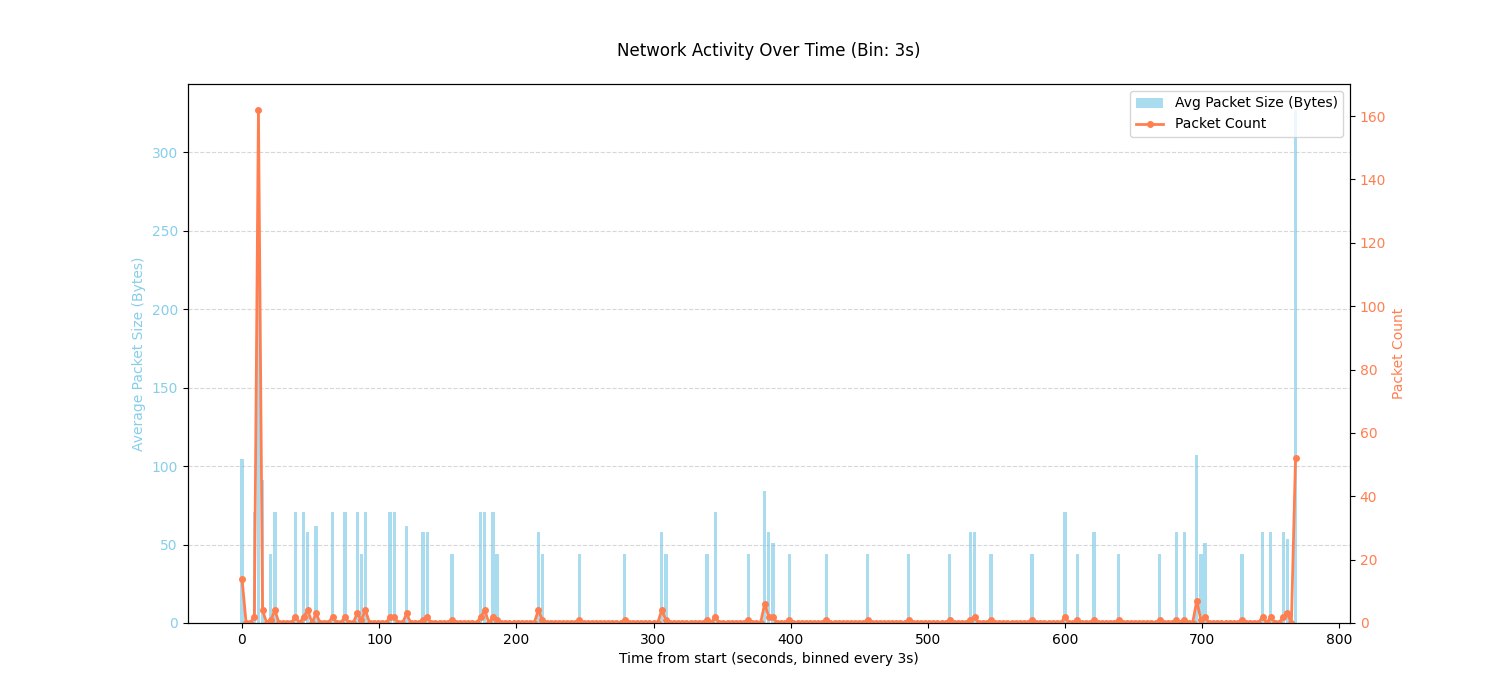 Network Activity Over Time (Bin: 3s)
Avg Packet Size (Bytes)
Packet Count
300
250
200
150
100
50
0
Average Packet Size (Bytes)
160
140
120
100
80
60
40
20
0
Packet Count
0 100 200 300 400 500 600 700 800
Time from start (seconds, binned every 3s)